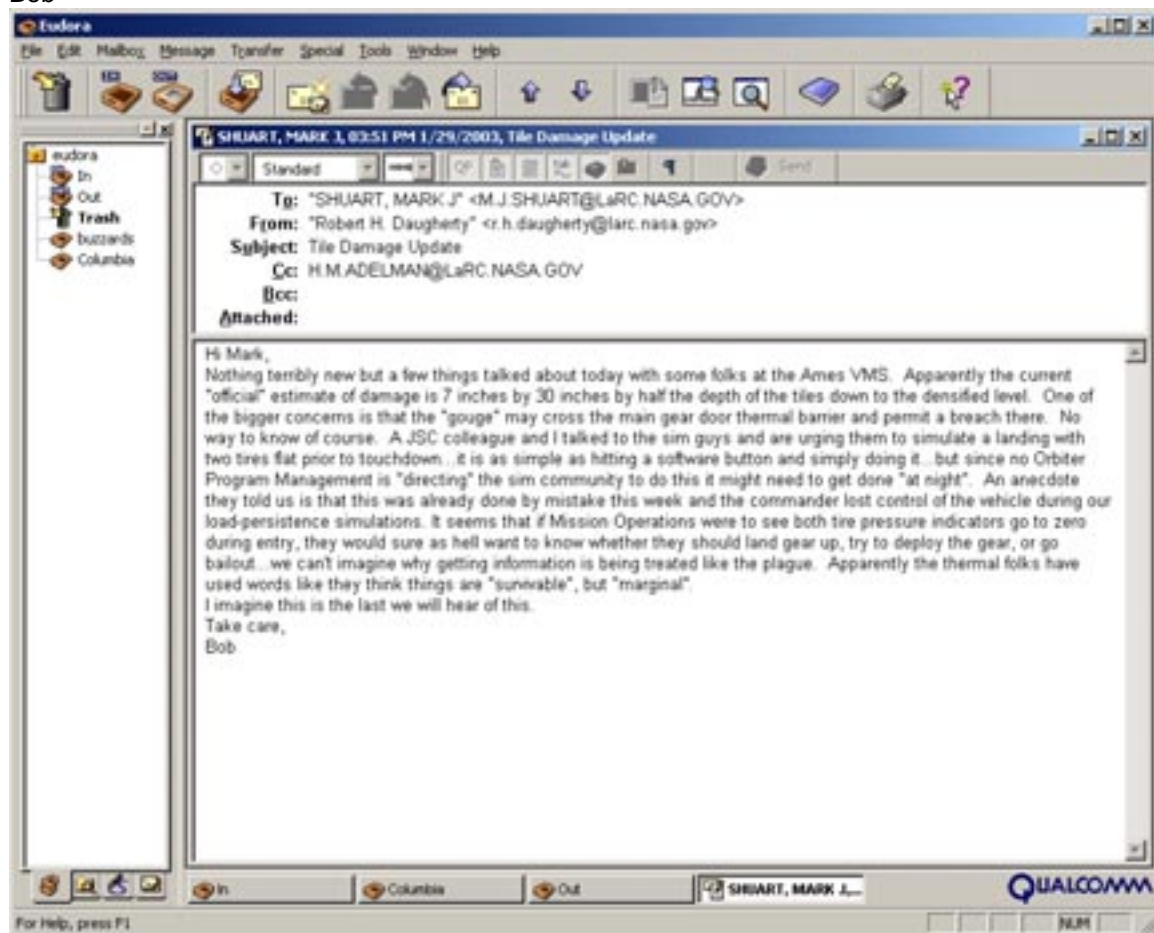 Bob
Eudora
File Edit Mailbox Message Transfer Special Tools Window Help
eudora
In
Out
Trash
buzzards
Columbia
SHUART, MARK J, 03:51 PM 1/29/2003, Tile Damage Update
Standard
QP
Send
To: "SHUART, MARK J" <M.J.SHUART@LaRC.NASA.GOV>
From: "Robert H. Daugherty" <r.h.daugherty@larc.nasa.gov>
Subject: Tile Damage Update
Cc: H.M.ADELMAN@LaRC.NASA.GOV
Bcc:
Attached:
Hi Mark,
Nothing terribly new but a few things talked about today with some folks at the Ames VMS.  Apparently the current
"official" estimate of damage is 7 inches by 30 inches by half the depth of the tiles down to the densified level.  One of
the bigger concerns is that the "gouge" may cross the main gear door thermal barrier and permit a breach there.  No
way to know of course.  A JSC colleague and I talked to the sim guys and are urging them to simulate a landing with
two tires flat prior to touchdown...it is as simple as hitting a software button and simply doing it...but since no Orbiter
Program Management is "directing" the sim community to do this it might need to get done "at night".  An anecdote
they told us is that this was already done by mistake this week and the commander lost control of the vehicle during our
load-persistence simulations. It seems that if Mission Operations were to see both tire pressure indicators go to zero
during entry, they would sure as hell want to know whether they should land gear up, try to deploy the gear, or go
bailout...we can't imagine why getting information is being treated like the plague.  Apparently the thermal folks have
used words like they think things are "survivable", but "marginal".
I imagine this is the last we will hear of this.
Take care,
Bob
In
Columbia
Out
SHUART, MARK J,...
QUALCOMM
For Help, press F1
NUM